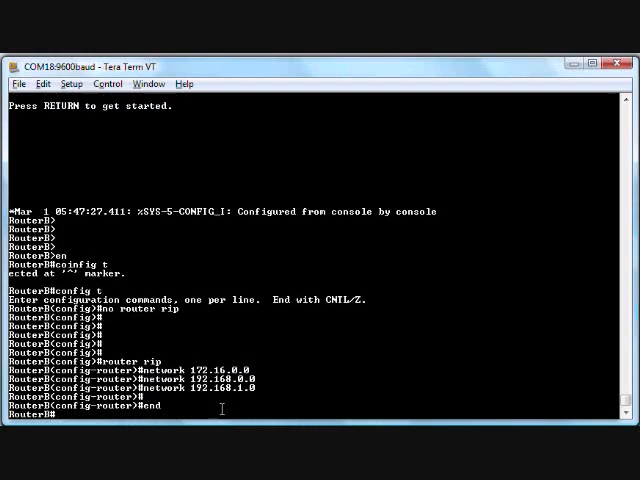 COM18:9600baud - Tera Term VT
File Edit Setup Control Window Help
Press RETURN to get started.
*Mar  1 05:47:27.411: %SYS-5-CONFIG_I: Configured from console by console
RouterB>
RouterB>
RouterB>
RouterB>
RouterB>en
RouterB#coinfig t
ected at '^' marker.
RouterB#config t
Enter configuration commands, one per line.  End with CNTL/Z.
RouterB(config)#no router rip
RouterB(config)#
RouterB(config)#
RouterB(config)#
RouterB(config)#
RouterB(config)#
RouterB(config)#router rip
RouterB(config-router)#network 172.16.0.0
RouterB(config-router)#network 192.168.0.0
RouterB(config-router)#network 192.168.1.0
RouterB(config-router)#
RouterB(config-router)#end
RouterB#